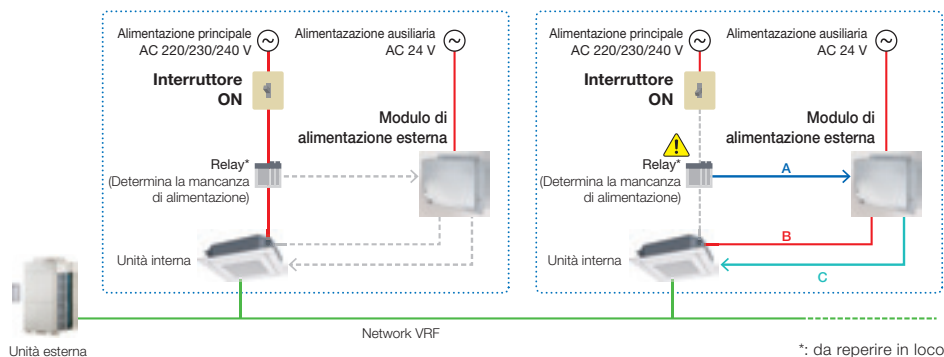 Alimentazione principale
AC 220/230/240 V
Alimentazazione ausiliaria
AC 24 V
Interruttore
ON
Modulo di
alimentazione esterna
Relay*
(Determina la mancanza
di alimentazione)
Unità interna
Alimentazione principale
AC 220/230/240 V
Alimentazazione ausiliaria
AC 24 V
Interruttore
ON
Modulo di
alimentazione esterna
Relay*
(Determina la mancanza
di alimentazione)
A
B
C
Unità interna
Network VRF
Unità esterna
*: da reperire in loco